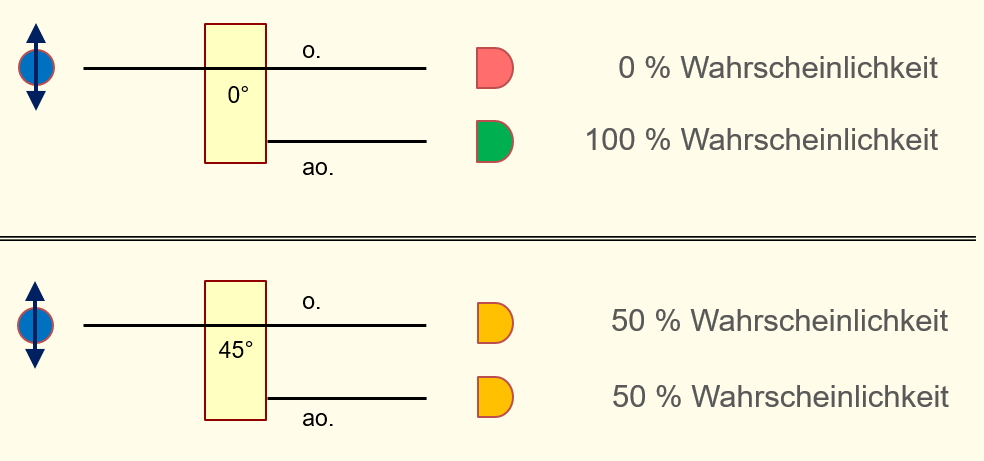 o.
0 % Wahrscheinlichkeit
0°
100 % Wahrscheinlichkeit
ao.
o.
50 % Wahrscheinlichkeit
45°
50 % Wahrscheinlichkeit
ao.